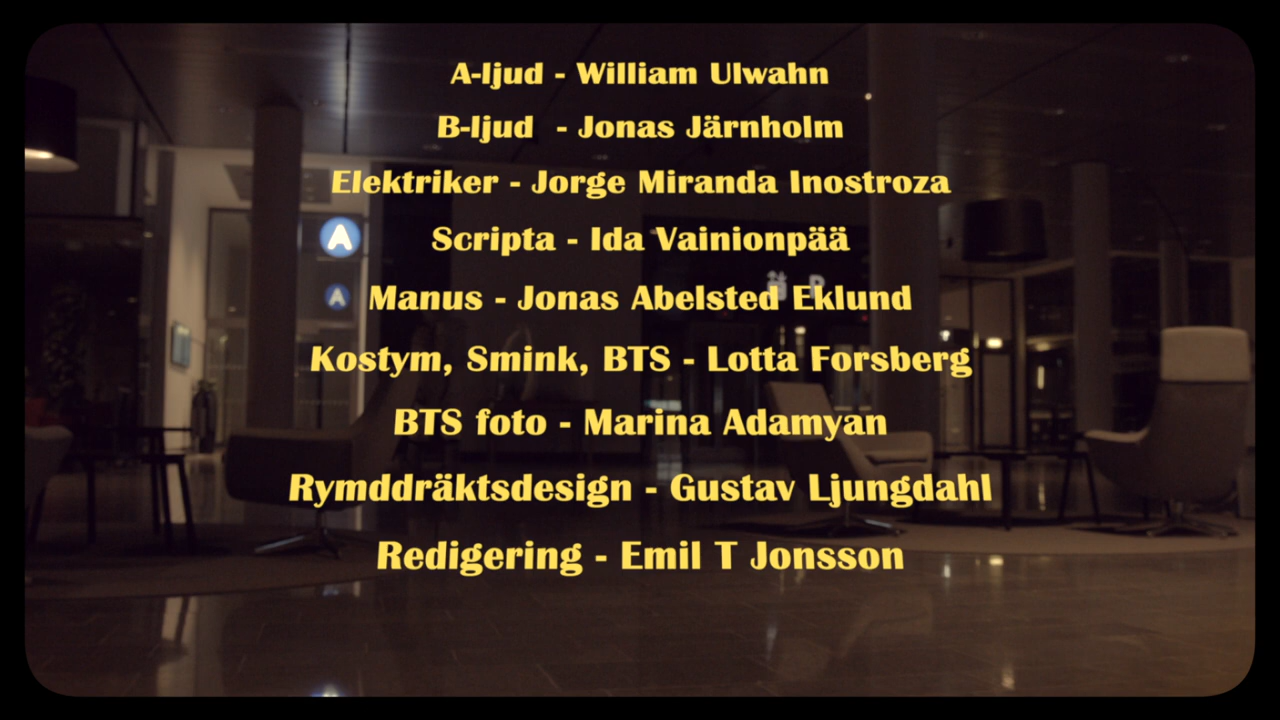 A-ljud - William Ulwahn
B-ljud - Jonas Järnholm
Elektriker - Jorge Miranda Inostroza
A
Scripta - Ida Vainionpää
A
Manus - Jonas Abelsted Eklund
Kostym, Smink, BTS - Lotta Forsberg
BTS foto - Marina Adamyan
Rymddräktsdesign - Gustav Ljungdahl
Redigering - Emil T Jonsson